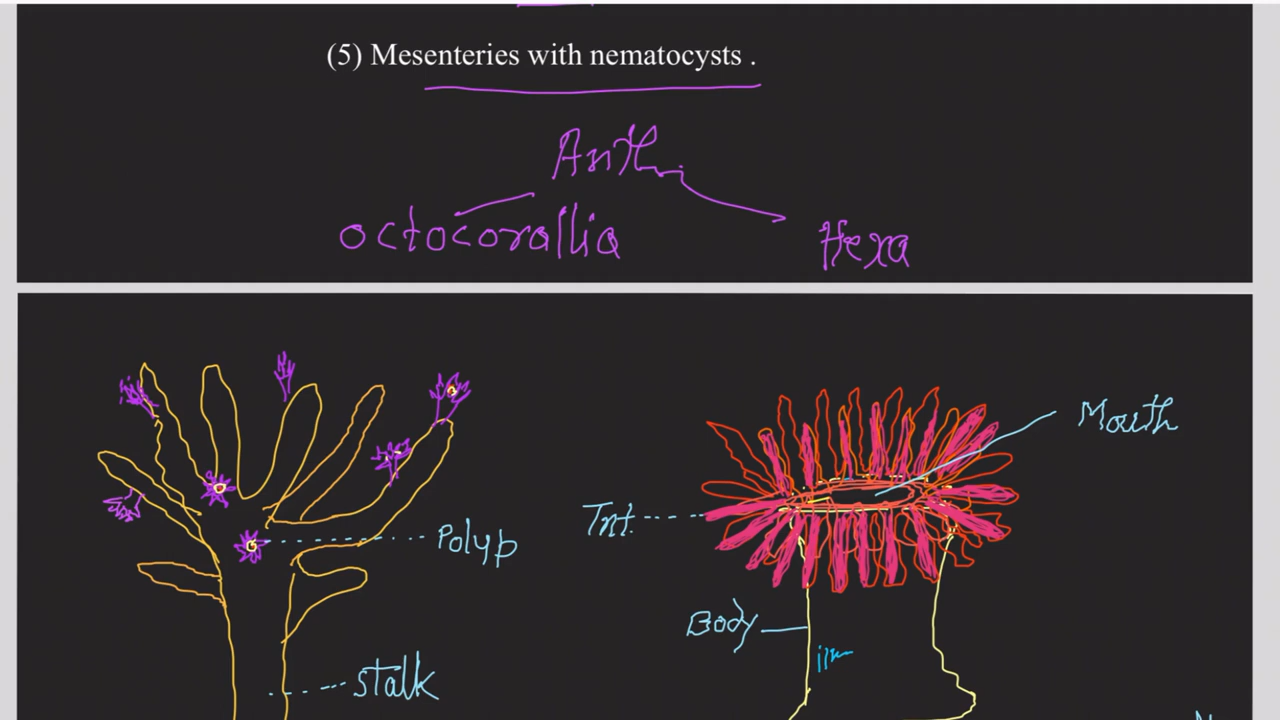 (5) Mesenteries with nematocysts .
Anth
octocorallia
Hexa
Mouth
Tnt
Polyp
Body
stalk